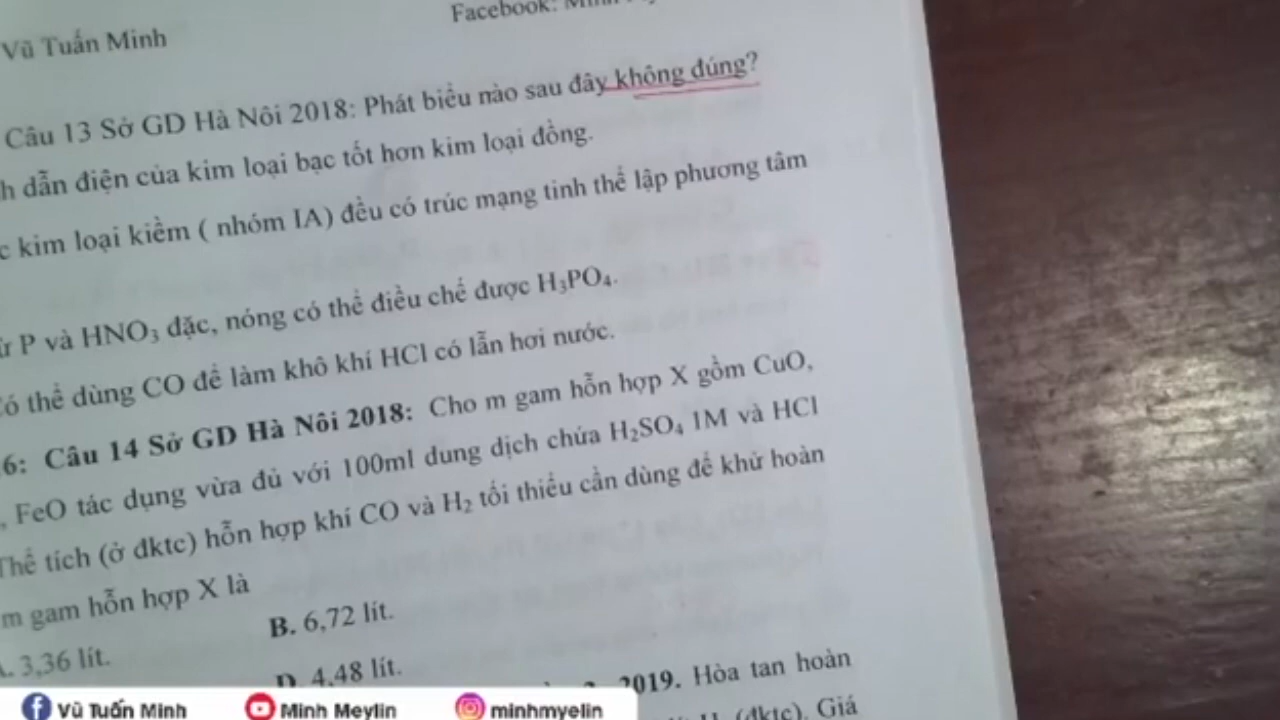 Facebook:
Vũ Tuấn Minh
Câu 13 Sở GD Hà Nôi 2018: Phát biểu nào sau đây không đúng?
dẫn điện của kim loại bạc tốt hơn kim loại đồng.
kim loại kiềm ( nhóm IA) đều có trúc mạng tinh thể lập phương tâm
P và HNO₃ đặc, nóng có thể điều chế được H₃PO₄.
thể dùng CO để làm khô khí HCl có lẫn hơi nước.
6: Câu 14 Sở GD Hà Nôi 2018: Cho m gam hỗn hợp X gồm CuO,
, FeO tác dụng vừa đủ với 100ml dung dịch chứa H₂SO₄ 1M và HCl
Thể tích (ở đktc) hỗn hợp khí CO và H₂ tối thiểu cần dùng để khử hoàn
m gam hỗn hợp X là
3,36 lít.
B. 6,72 lít.
D. 4,48 lít.
2019. Hòa tan hoàn
(đktc). Giá
Vũ Tuấn Minh
Minh Meylin
minhmyelin